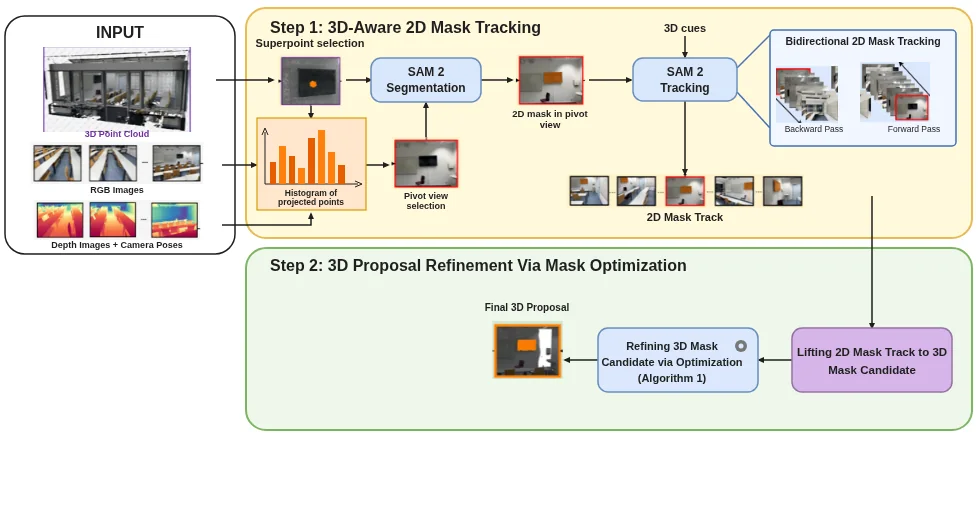 INPUT
3D Point Cloud
RGB Images
Depth Images + Camera Poses
Step 1: 3D-Aware 2D Mask Tracking
Superpoint selection
SAM 2
Segmentation
Histogram of
projected points
Pivot view
selection
2D mask in pivot
view
3D cues
SAM 2
Tracking
Bidirectional 2D Mask Tracking
Backward Pass
Forward Pass
2D Mask Track
Step 2: 3D Proposal Refinement Via Mask Optimization
Final 3D Proposal
Refining 3D Mask
Candidate via Optimization
(Algorithm 1)
Lifting 2D Mask Track to 3D
Mask Candidate